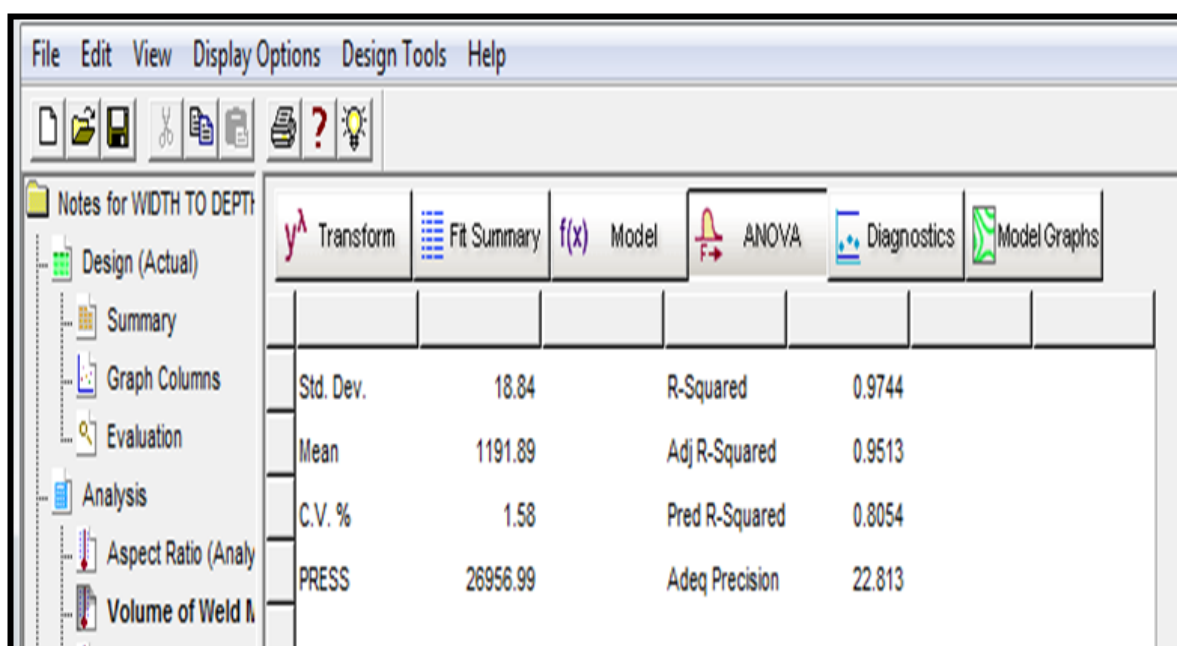 File Edit View Display Options Design Tools Help
Notes for WIDTH TO DEPTH
Design (Actual)
Summary
Graph Columns
Evaluation
Analysis
Aspect Ratio (Analy
Volume of Weld M
yλ Transform Fit Summary f(x) Model F ANOVA Diagnostics Model Graphs
Std. Dev. 18.84 R-Squared 0.9744
Mean 1191.89 Adj R-Squared 0.9513
C.V. % 1.58 Pred R-Squared 0.8054
PRESS 26956.99 Adeq Precision 22.813